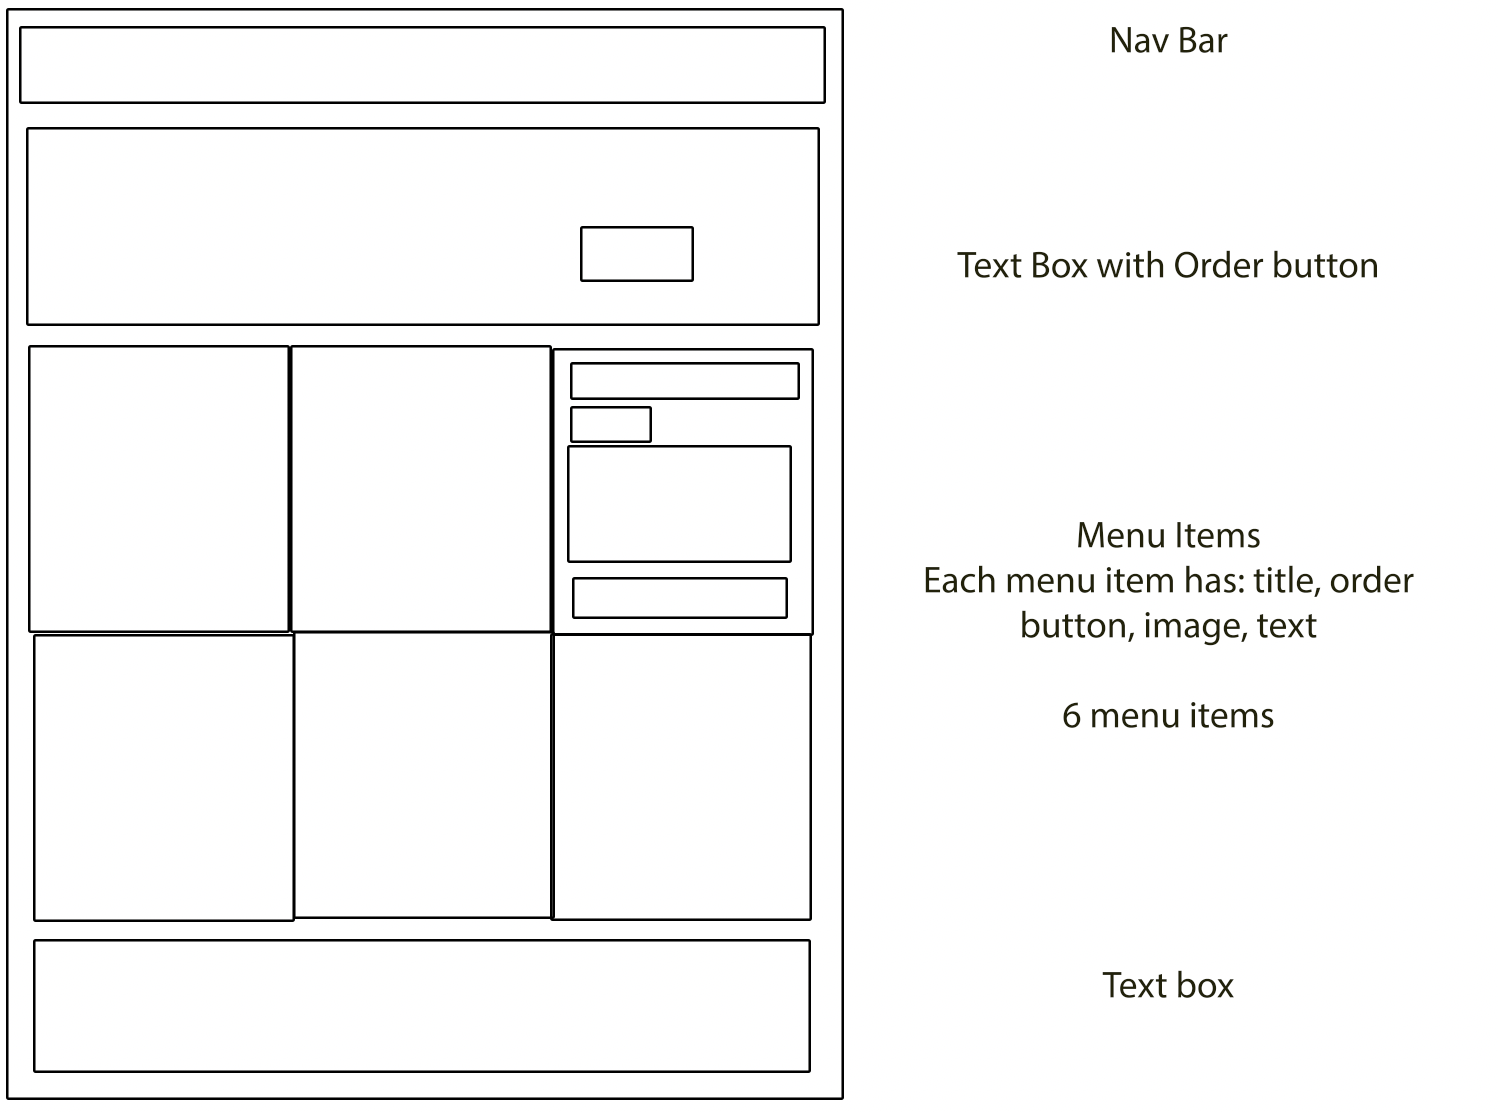 Nav Bar
Text Box with Order button
Menu Items
Each menu item has: title, order
button, image, text
6 menu items
Text box